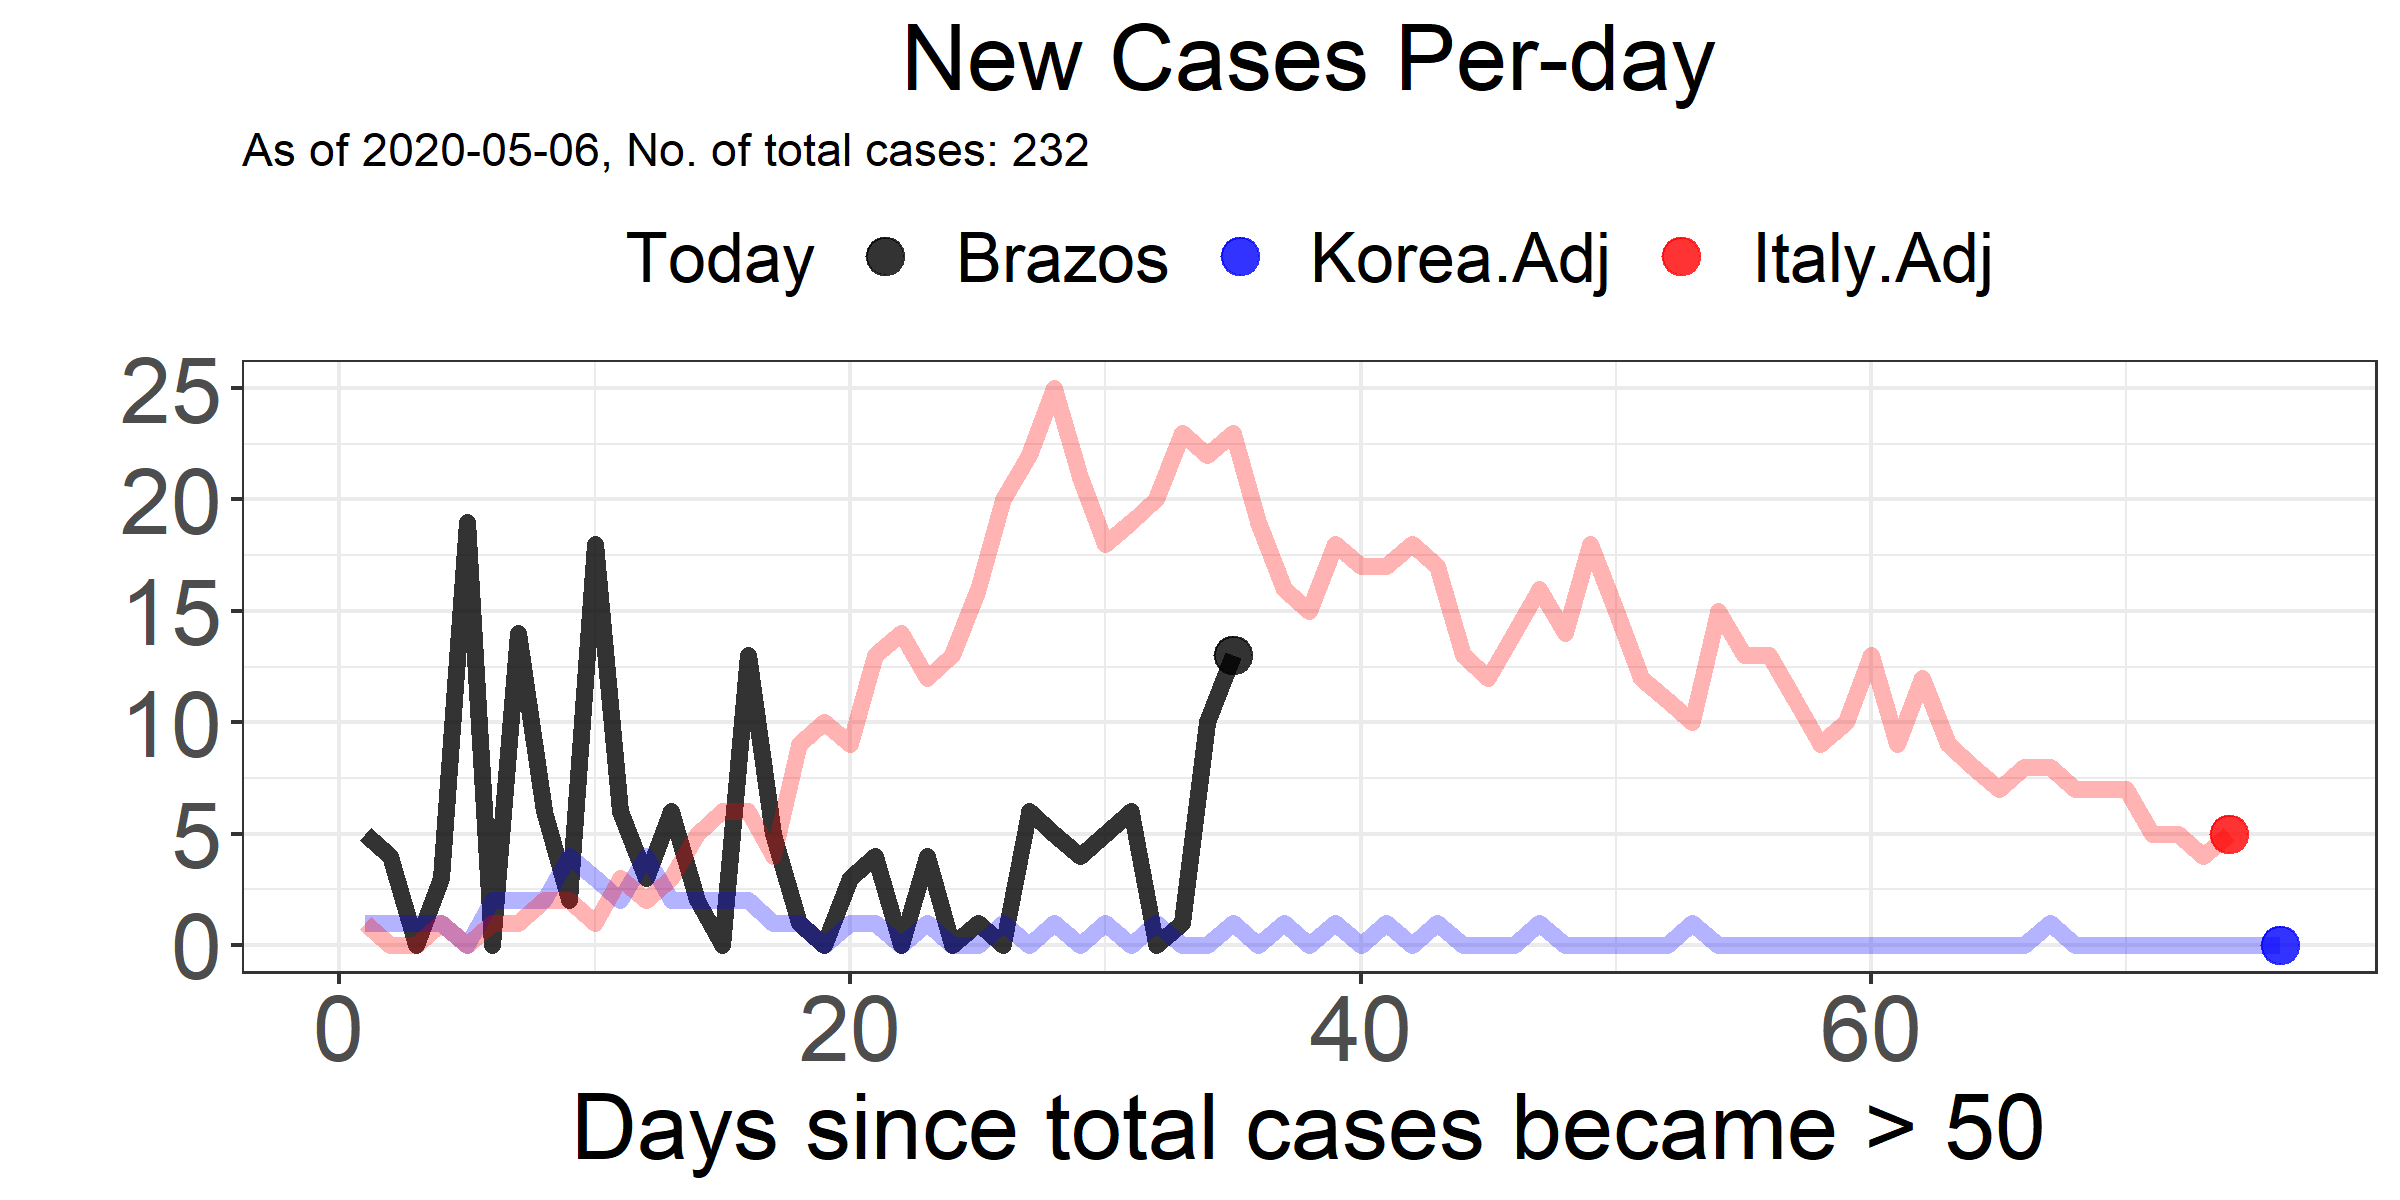 New Cases Per-day
As of 2020-05-06, No. of total cases: 232
Today Brazos Korea.Adj Italy.Adj
25
20
15
10
5
0
0 20 40 60
Days since total cases became > 50